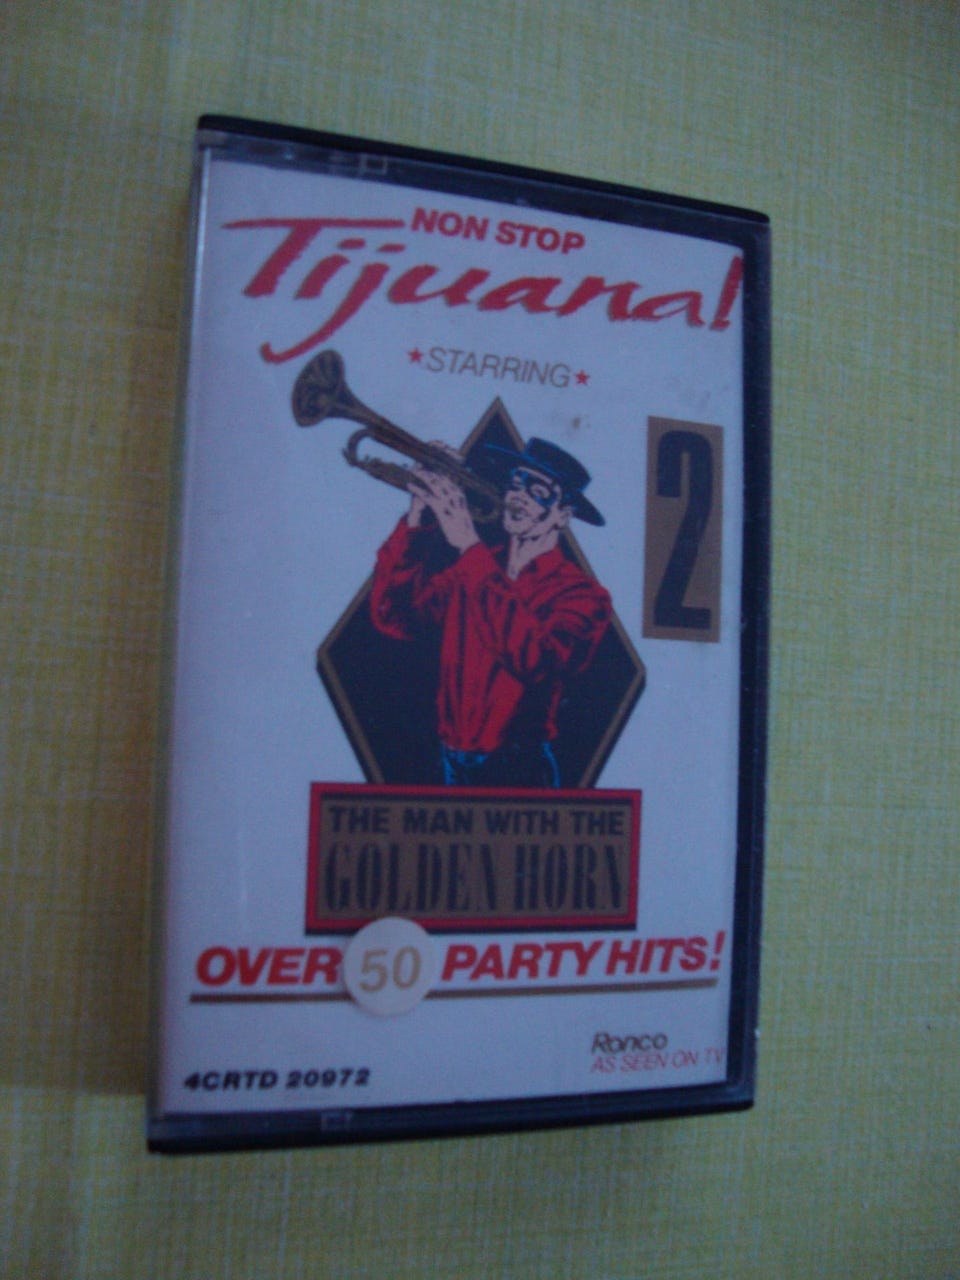 NON STOP
Tijuana!
★STARRING★
2
THE MAN WITH THE
GOLDEN HORN
OVER 50 PARTY HITS!
Ronco
AS SEEN ON TV
4CRTD 20972